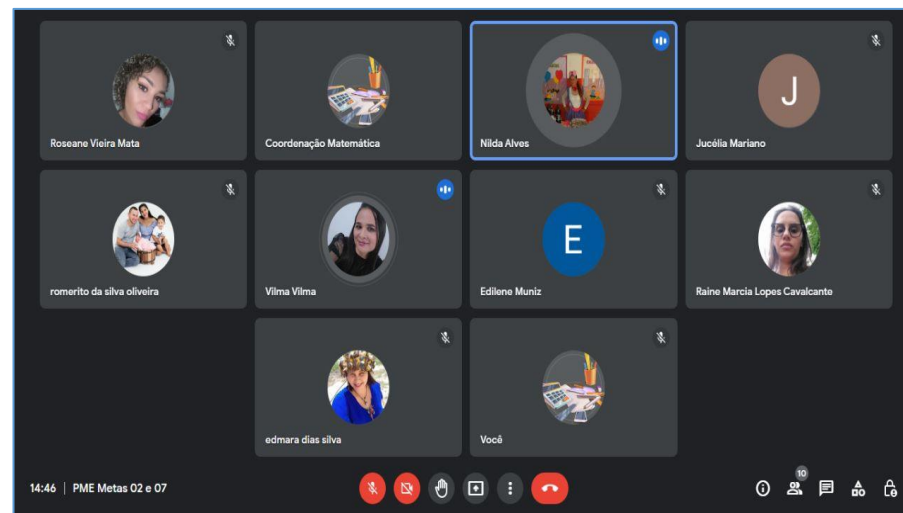 Roseane Vieira Mata
Coordenação Matemática
Nilda Alves
J
Jucélia Mariano
romerito da silva oliveira
Vilma Vilma
E
Edilene Muniz
Raine Marcia Lopes Cavalcante
edmara dias silva
Você
14:46 | PME Metas 02 e 07
10